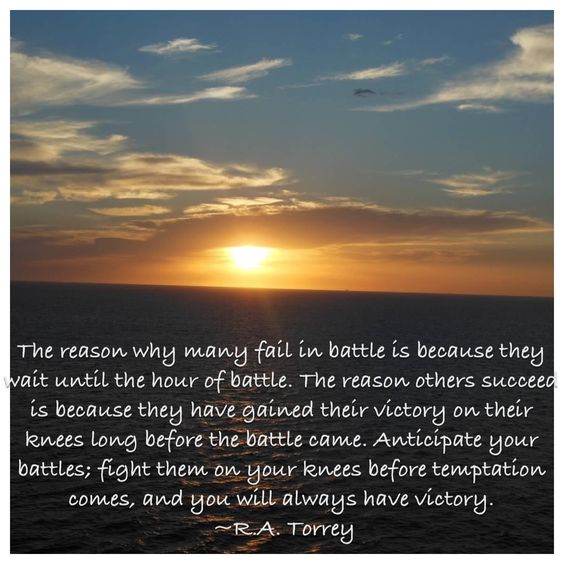 The reason why many fail in battle is because they
wait until the hour of battle. The reason others succeed
is because they have gained their victory on their
knees long before the battle came. Anticipate your
battles; fight them on your knees before temptation
comes, and you will always have victory.
~R.A. Torrey